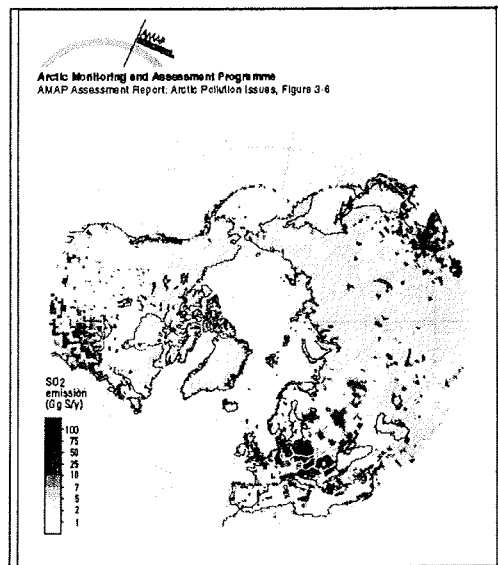 AMAP
Arctic Monitoring and Assessment Programme
AMAP Assessment Report: Arctic Pollution Issues, Figure 3-6
SO2
emission
(Gg S/y)
100
75
50
25
10
7
5
2
1